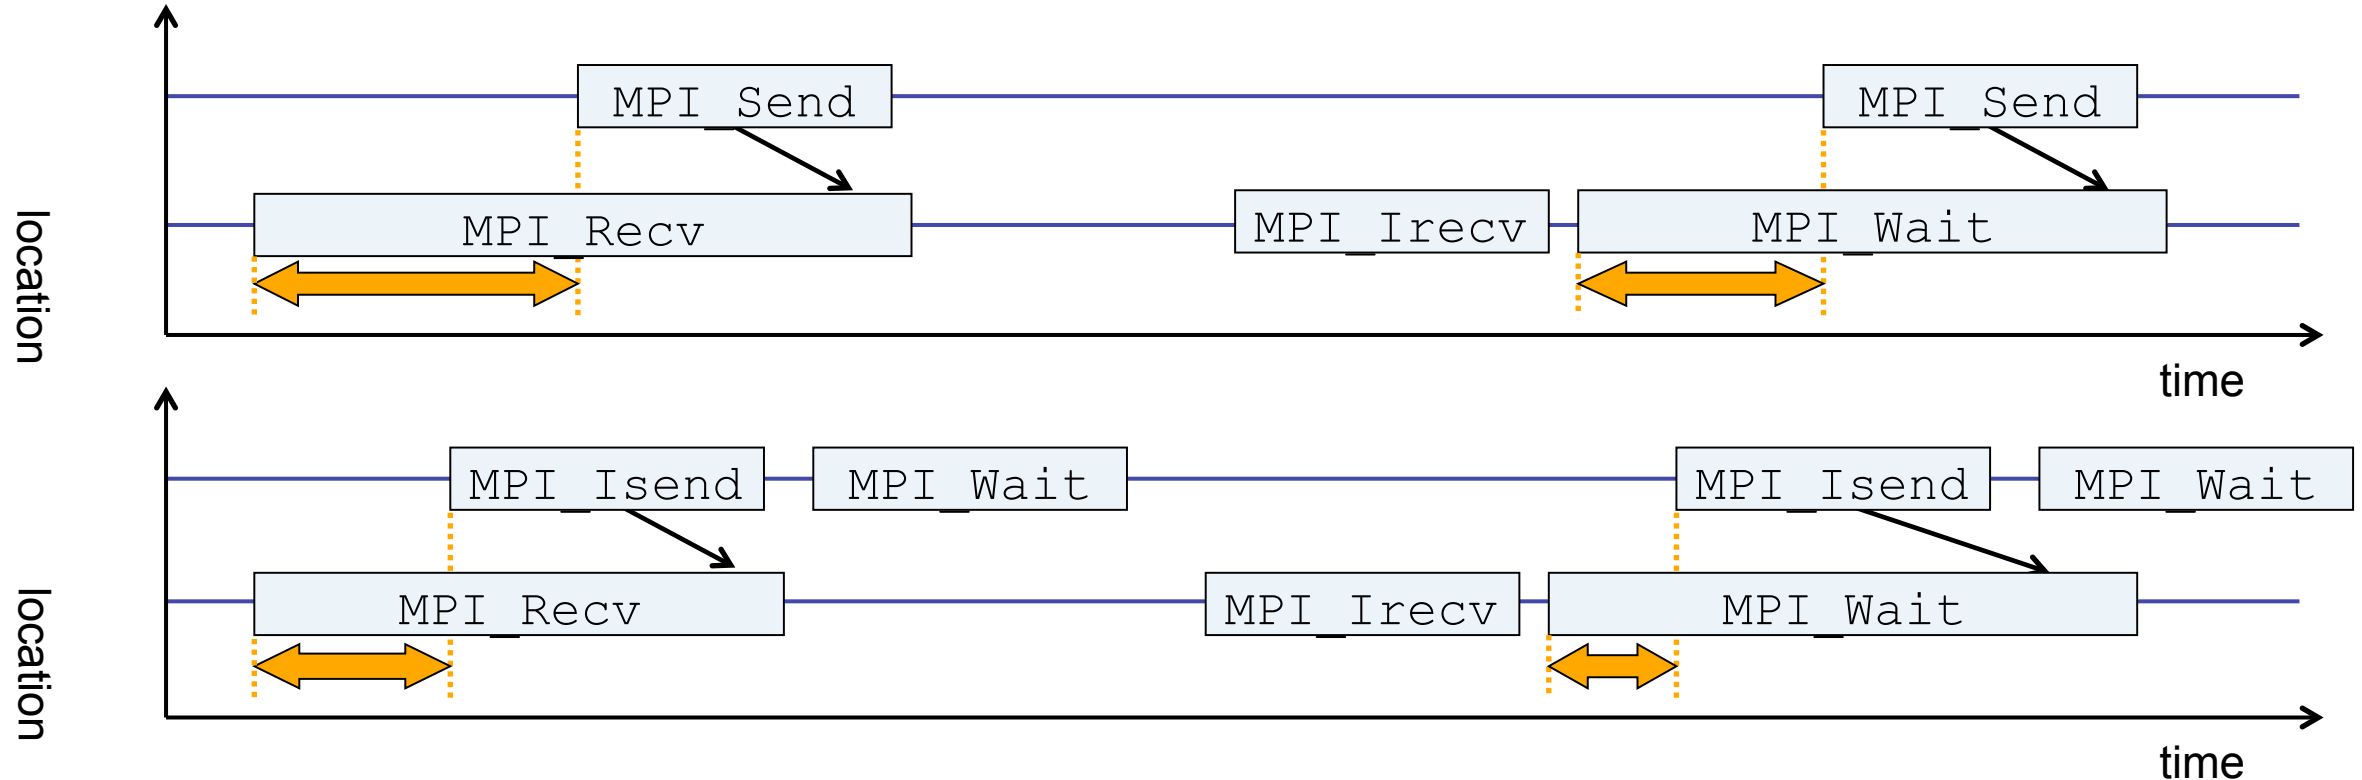 MPI_Send MPI_Send
MPI_Recv MPI_Irecv MPI_Wait
location
time
MPI_Isend MPI_Wait MPI_Isend MPI_Wait
MPI_Recv MPI_Irecv MPI_Wait
location
time